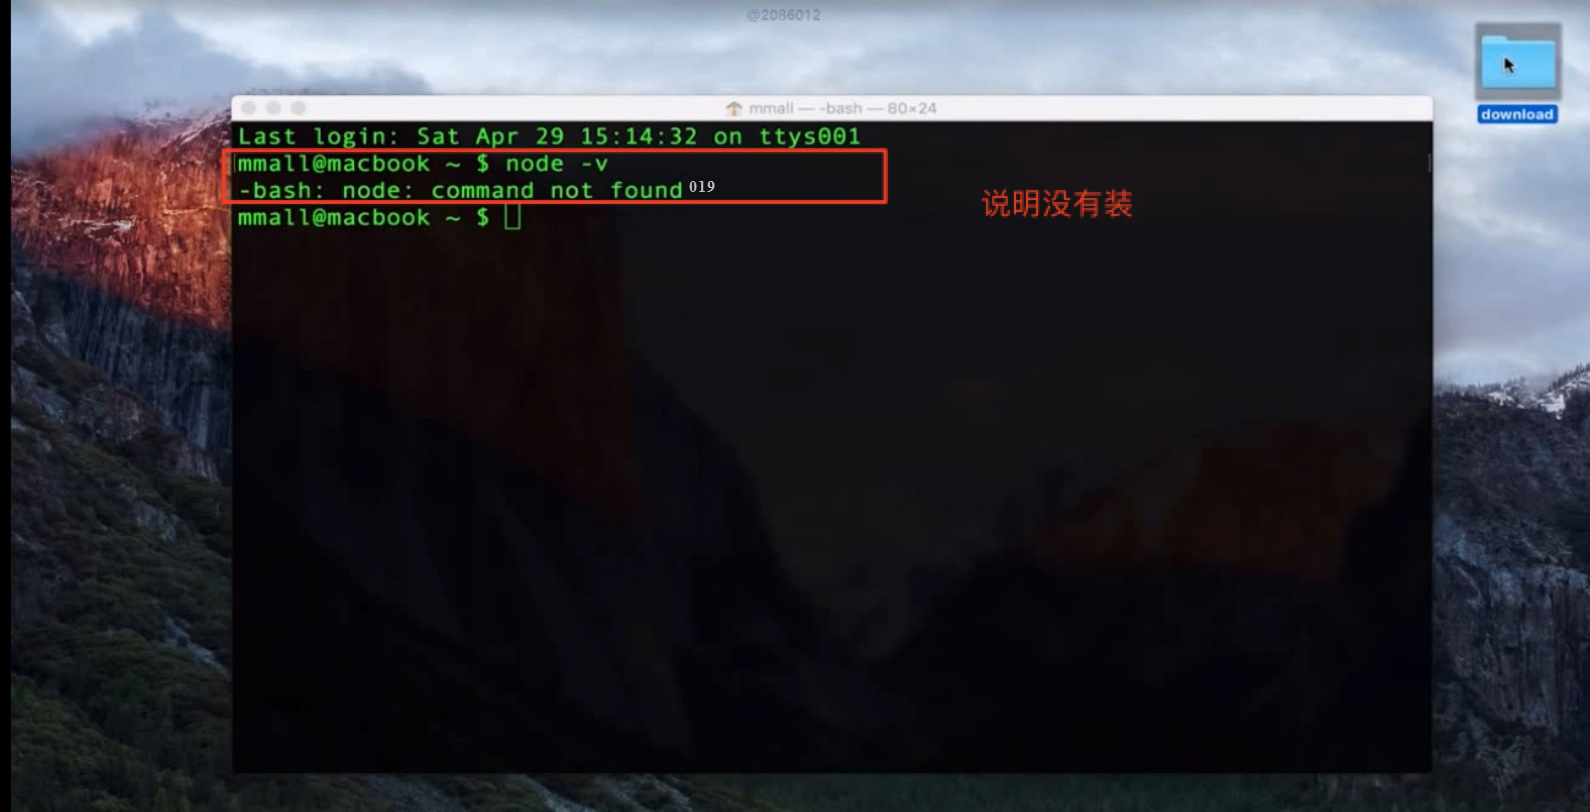 @2086012
mmall — -bash — 80×24
download
Last login: Sat Apr 29 15:14:32 on ttys001
mmall@macbook ~ $ node -v
-bash: node: command not found 019
mmall@macbook ~ $
说明没有装